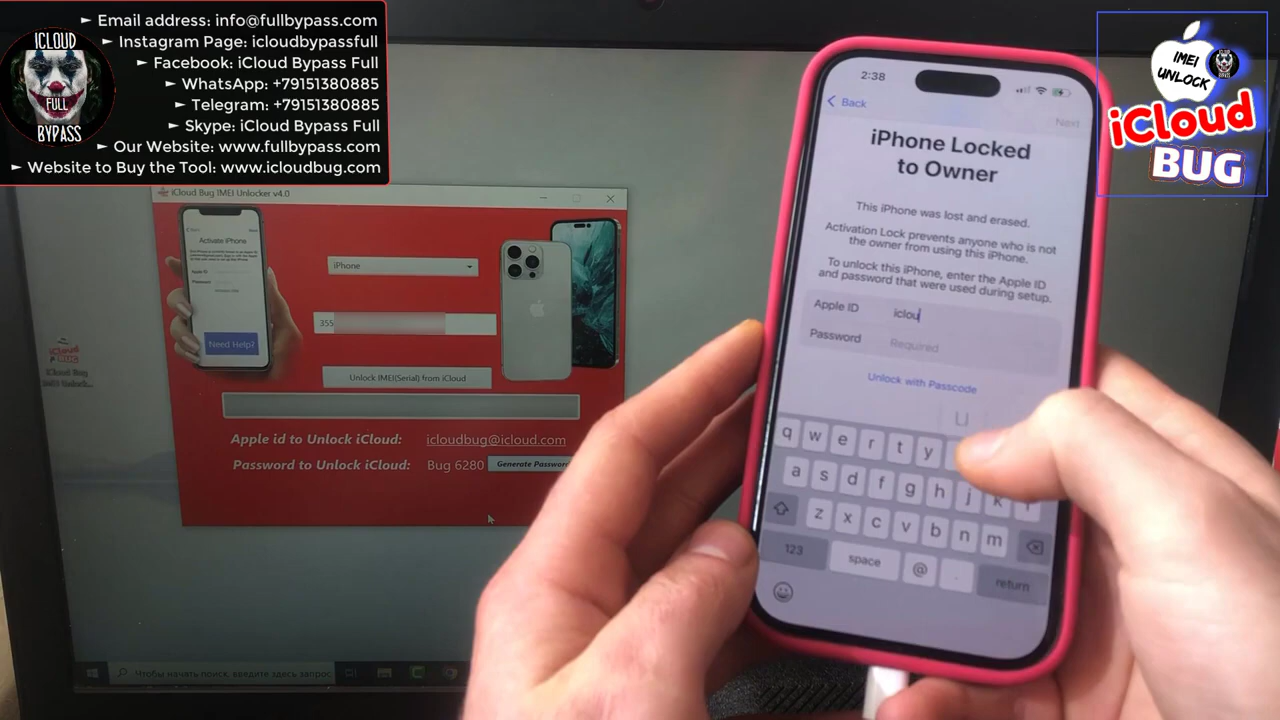 ► Email address: info@fullbypass.com
► Instagram Page: icloudbypassfull
► Facebook: iCloud Bypass Full
► WhatsApp: +79151380885
► Telegram: +79151380885
► Skype: iCloud Bypass Full
► Our Website: www.fullbypass.com
► Website to Buy the Tool: www.icloudbug.com
ICLOUD
FULL
BYPASS
IMEI
UNLOCK
iCloud
BUG
iCloud Bug IMEI Unlocker v4.0
Activate iPhone
Need Help?
iPhone
355
Unlock IMEI(Serial) from iCloud
Apple id to Unlock iCloud: icloudbug@icloud.com
Password to Unlock iCloud: Bug 6280 Generate Password
iCloud
BUG
iCloud Bug
IMEI Unlock...
Чтобы начать поиск, введите здесь запрос
2:38
Back
Next
iPhone Locked
to Owner
This iPhone was lost and erased.
Activation Lock prevents anyone who is not
the owner from using this iPhone.
To unlock this iPhone, enter the Apple ID
and password that were used during setup.
Apple ID iclou
Password Required
Unlock with Passcode
q w e r t y
a s d f g h j k
z x c v b n m
123 space @ . return